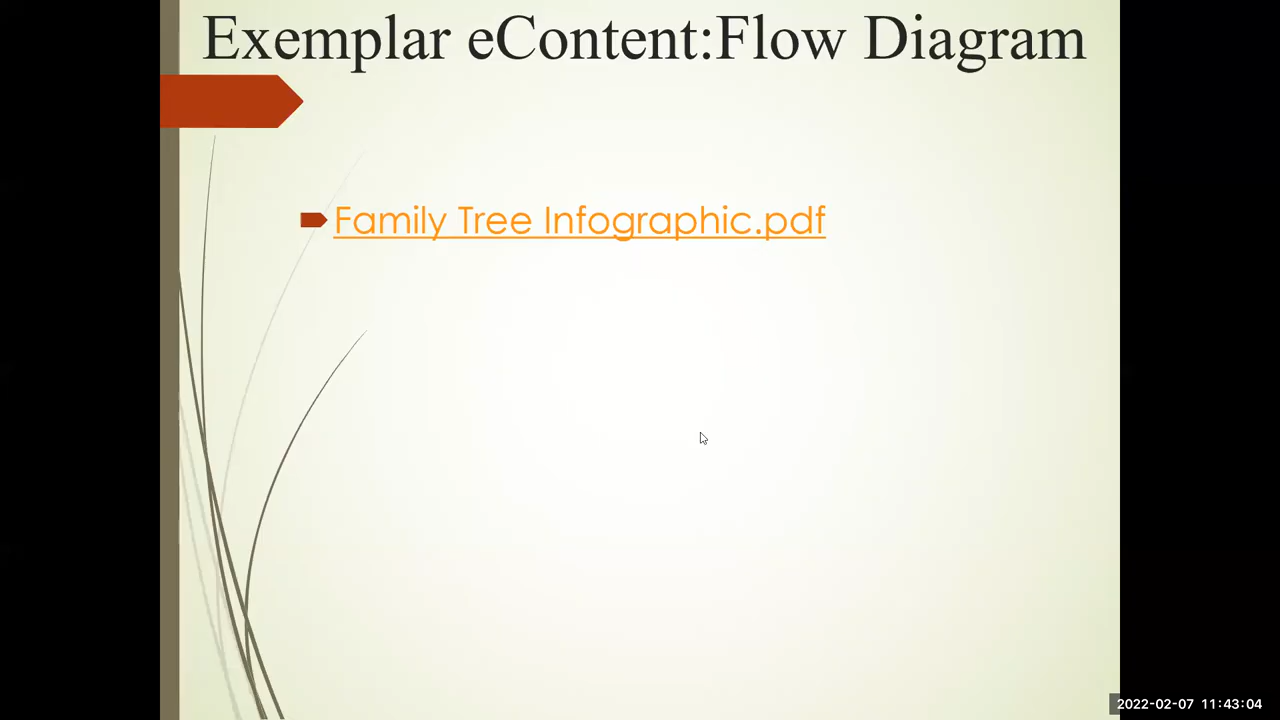 Exemplar eContent:Flow Diagram
Family Tree Infographic.pdf
2022-02-07 11:43:04